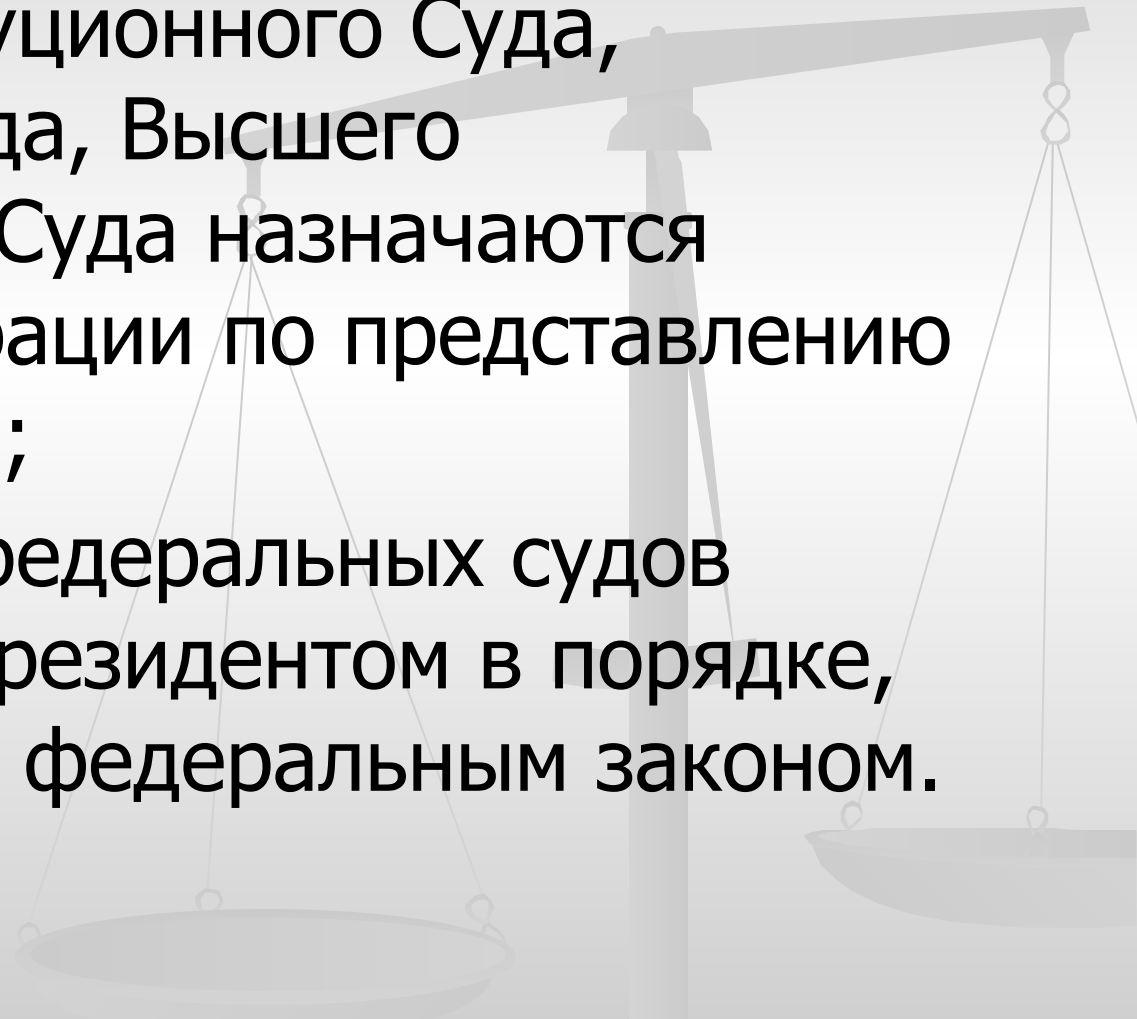 уционного Суда,
да, Высшего
Суда назначаются
рации по представлению
;
федеральных судов
резидентом в порядке,
федеральным законом.